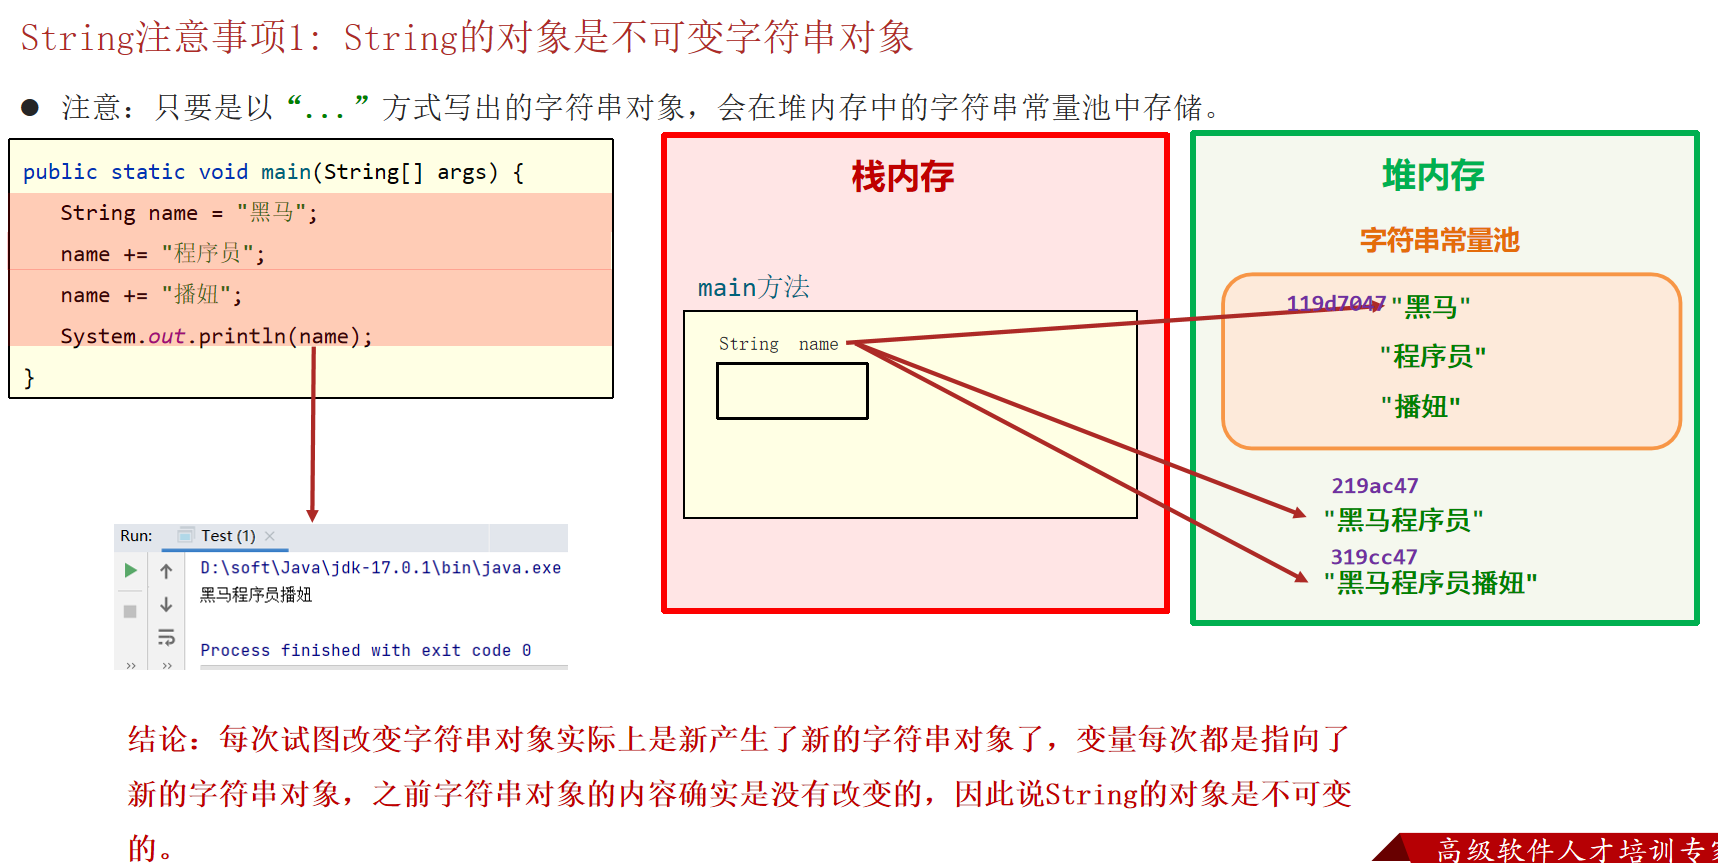 String注意事项1：String的对象是不可变字符串对象
● 注意：只要是以“...”方式写出的字符串对象，会在堆内存中的字符串常量池中存储。
public static void main(String[] args) {
String name = "黑马";
name += "程序员";
name += "播妞";
System.out.println(name);
}
栈内存
main方法
String name
堆内存
字符串常量池
119d7047 "黑马"
"程序员"
"播妞"
219ac47
"黑马程序员"
319cc47
"黑马程序员播妞"
Run: Test (1) ×
D:\soft\Java\jdk-17.0.1\bin\java.exe
黑马程序员播妞
Process finished with exit code 0
结论：每次试图改变字符串对象实际上是新产生了新的字符串对象了，变量每次都是指向了
新的字符串对象，之前字符串对象的内容确实是没有改变的，因此说String的对象是不可变
的。
高级软件人才培训专